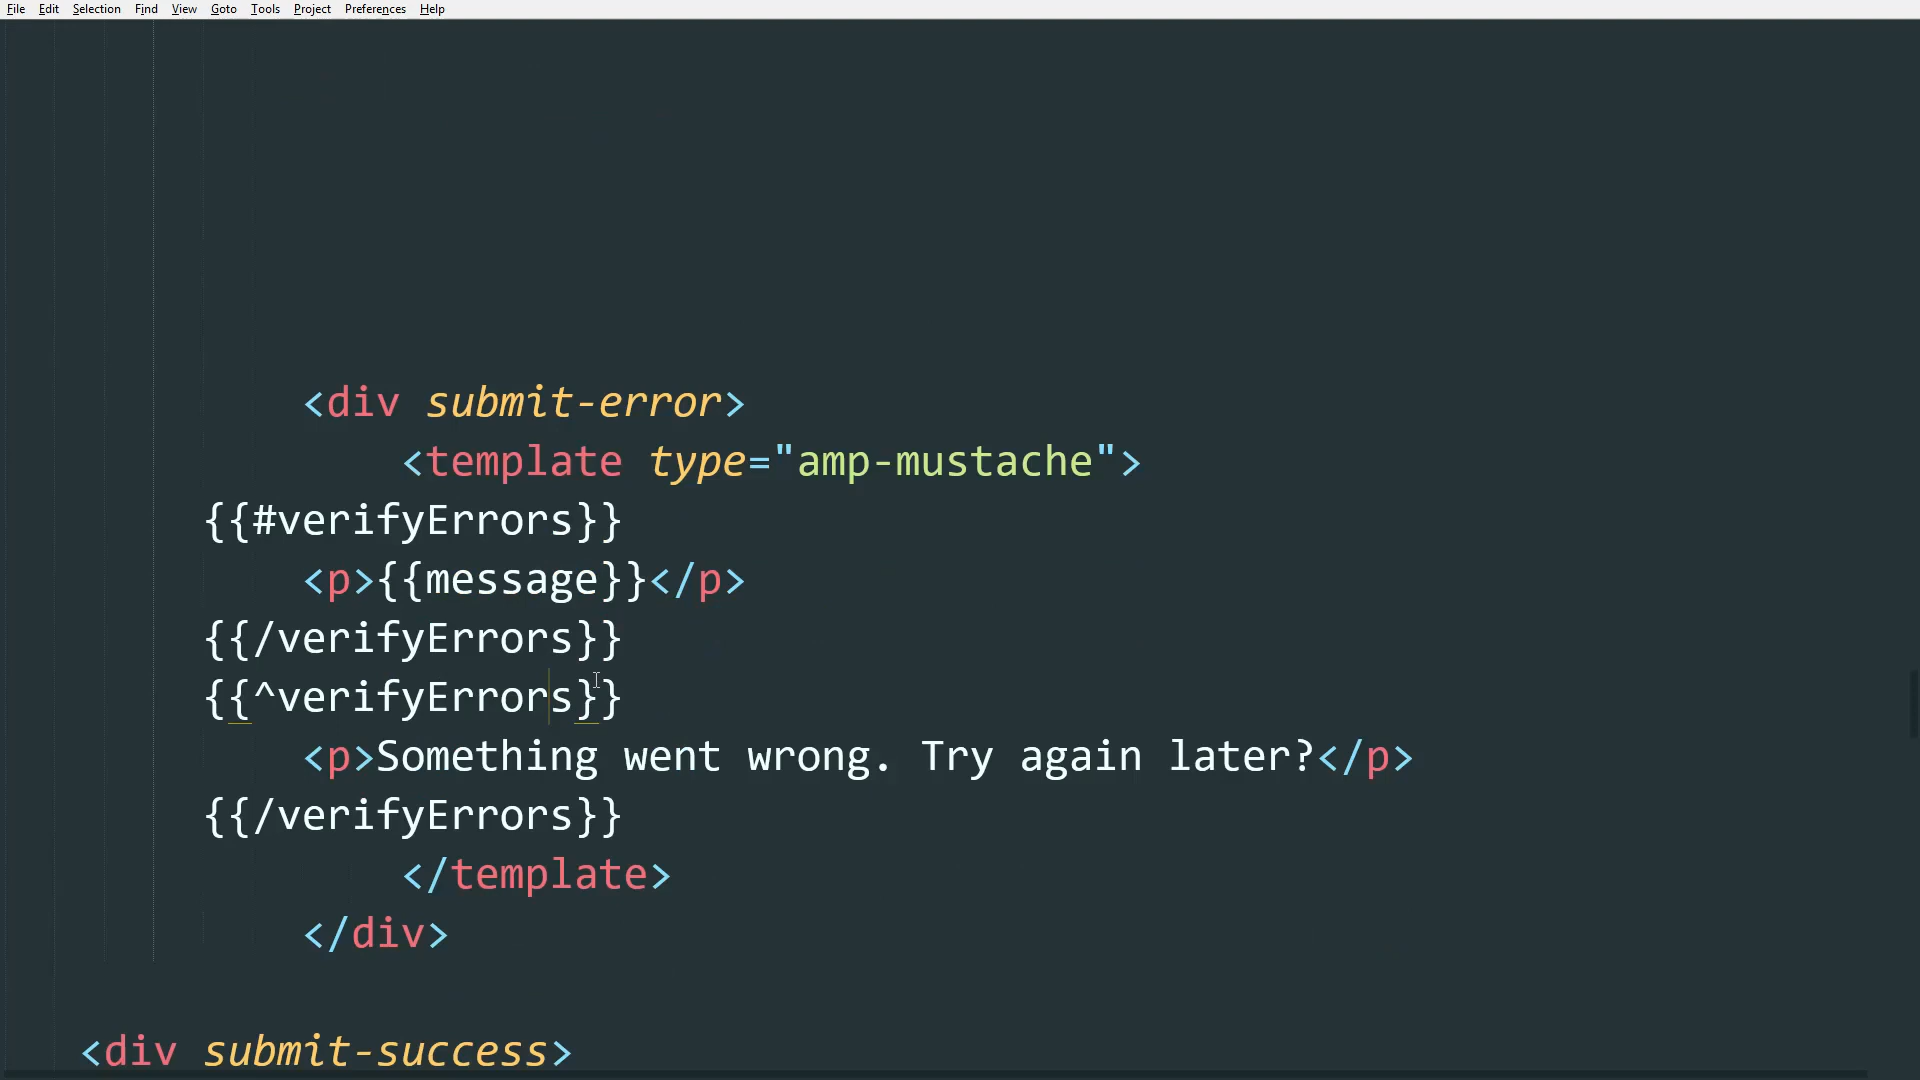 File Edit Selection Find View Goto Tools Project Preferences Help
<div submit-error>
<template type="amp-mustache">
{{#verifyErrors}}
<p>{{message}}</p>
{{/verifyErrors}}
{{^verifyErrors}}
<p>Something went wrong. Try again later?</p>
{{/verifyErrors}}
</template>
</div>
<div submit-success>